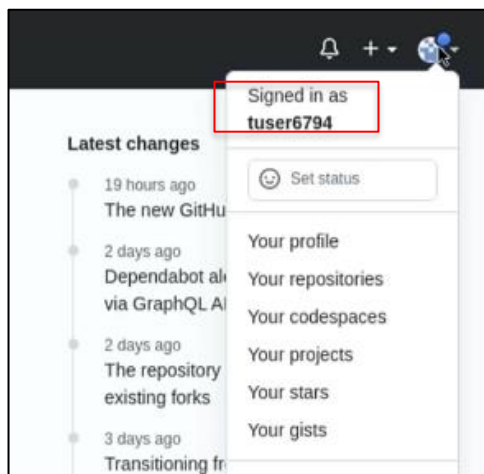 Signed in as
tuser6794
Set status
Your profile
Your repositories
Your codespaces
Your projects
Your stars
Your gists
Latest changes
19 hours ago
The new GitHu
2 days ago
Dependabot al
via GraphQL A
2 days ago
The repository
existing forks
3 days ago
Transitioning fr